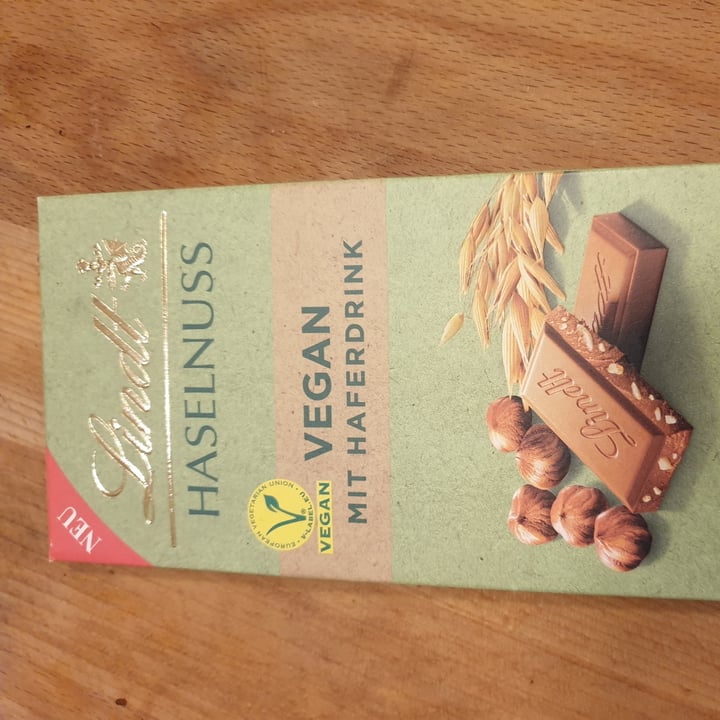 NEU
Lindt
HASELNUSS
VEGAN
MIT HAFERDRINK
EUROPEAN VEGETARIAN UNION · V-LABEL.EU ·
VEGAN
Lindt
Lindt